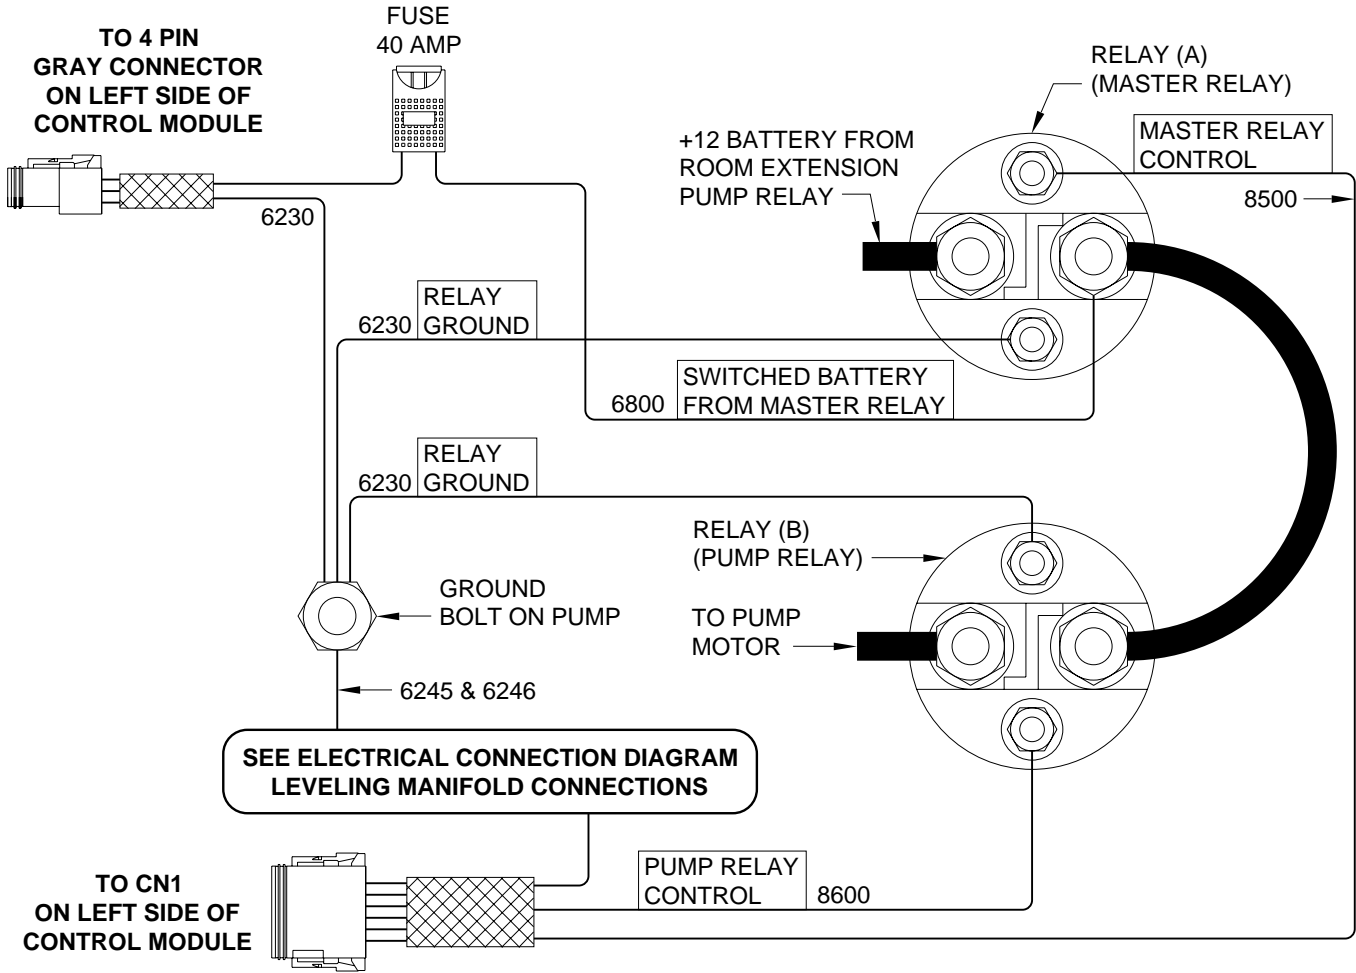 FUSE
40 AMP
TO 4 PIN
GRAY CONNECTOR
ON LEFT SIDE OF
CONTROL MODULE
RELAY (A)
(MASTER RELAY)
+12 BATTERY FROM
ROOM EXTENSION
PUMP RELAY
MASTER RELAY
CONTROL
8500
6230
RELAY
GROUND
6230
SWITCHED BATTERY
FROM MASTER RELAY
6800
RELAY
GROUND
6230
RELAY (B)
(PUMP RELAY)
GROUND
BOLT ON PUMP
TO PUMP
MOTOR
6245 & 6246
SEE ELECTRICAL CONNECTION DIAGRAM
LEVELING MANIFOLD CONNECTIONS
PUMP RELAY
CONTROL
8600
TO CN1
ON LEFT SIDE OF
CONTROL MODULE